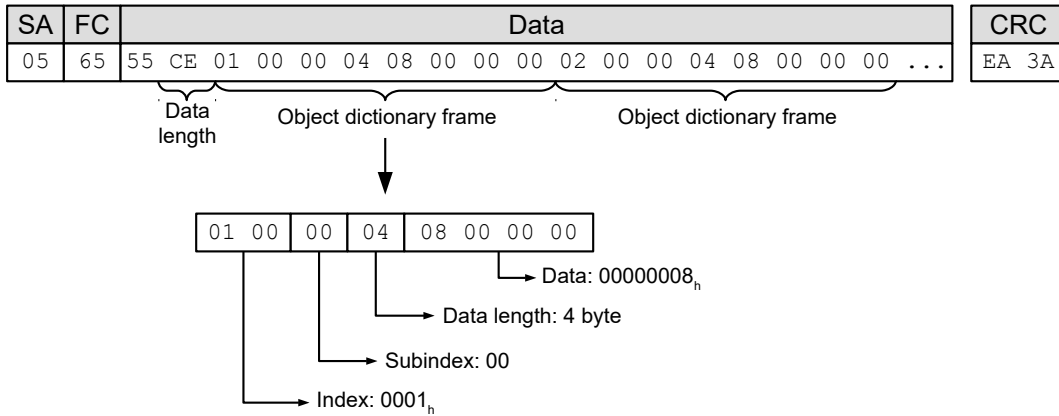 SA FC Data CRC
05 65 55 CE 01 00 00 04 08 00 00 00 02 00 00 04 08 00 00 00 ... EA 3A
Data length
Object dictionary frame
Object dictionary frame
01 00 00 04 08 00 00 00
Data: 00000008h
Data length: 4 byte
Subindex: 00
Index: 0001h